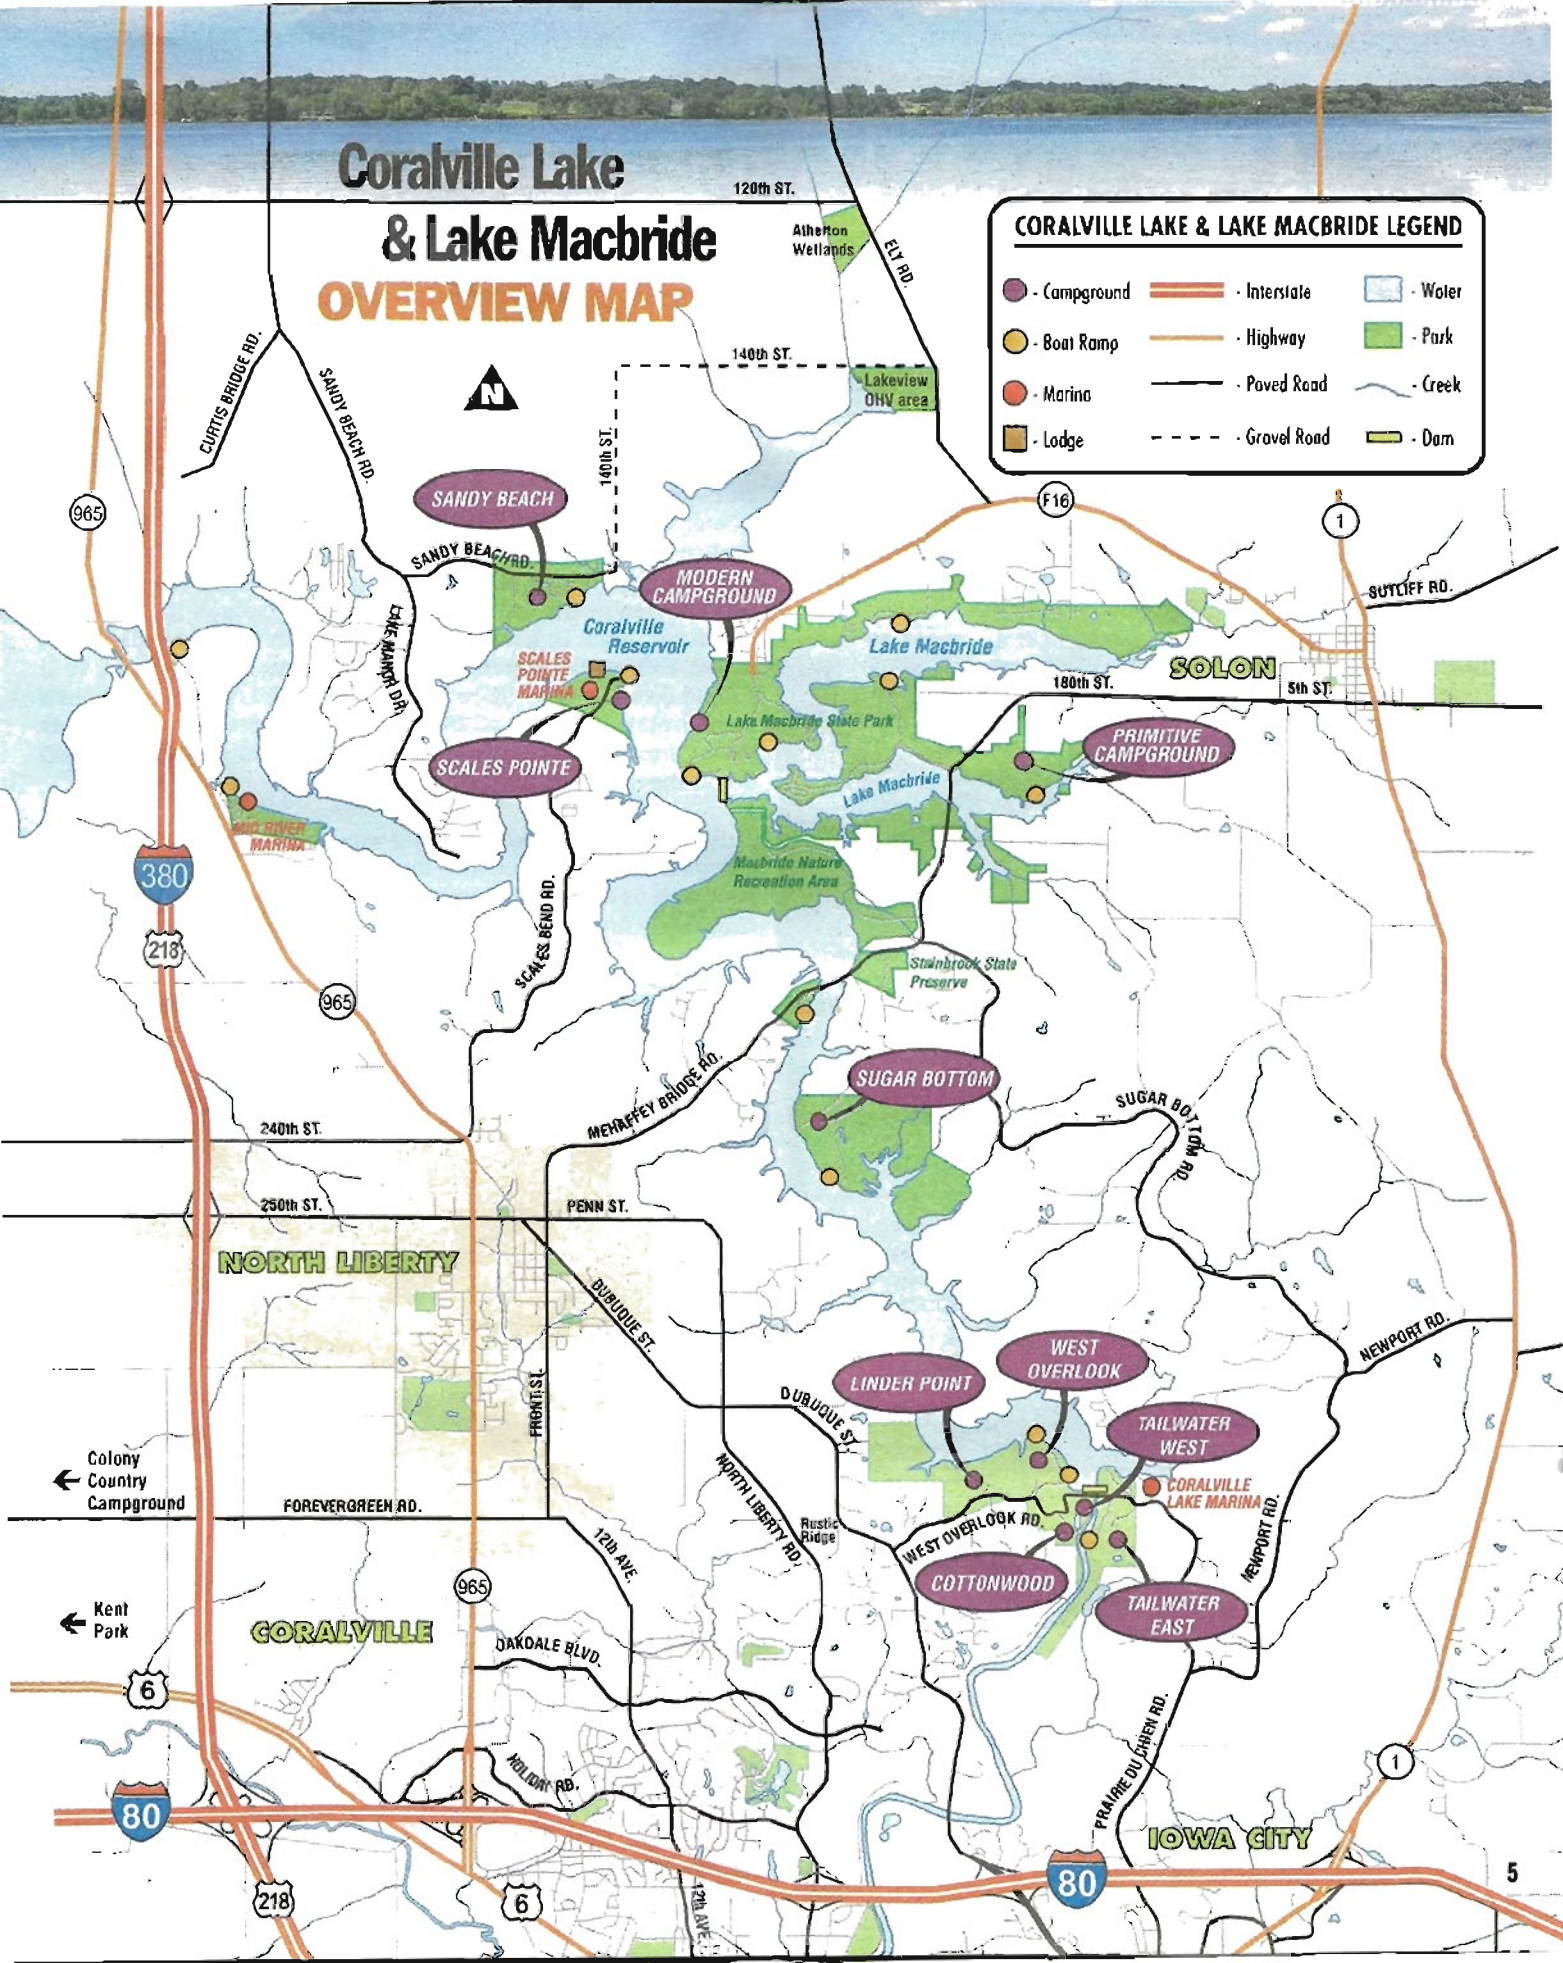 Coralville Lake
& Lake Macbride
OVERVIEW MAP
120th ST.
Atherton
Wetlands
ELY RD.
CORALVILLE LAKE & LAKE MACBRIDE LEGEND
- Campground
- Interstate
- Water
- Boat Ramp
- Highway
- Park
- Marina
- Paved Road
- Creek
- Lodge
- Gravel Road
- Dam
CURTIS BRIDGE RD.
SANDY BEACH RD.
N
140th ST.
140th ST.
Lakeview
OHV area
965
F16
1
SANDY BEACH
SANDY BEACH RD.
MODERN
CAMPGROUND
SUTLIFF RD.
LAKE MANOR DR.
Coralville
Reservoir
Lake Macbride
SOLON
SCALES
POINTE
MARINA
180th ST.
5th ST.
Lake Macbride State Park
PRIMITIVE
CAMPGROUND
SCALES POINTE
Lake Macbride
MID RIVER
MARINA
380
218
Macbride Nature
Recreation Area
SCALES BEND RD.
965
Stainbrook State
Preserve
MEHAFFEY BRIDGE RD.
SUGAR BOTTOM
SUGAR BOTTOM RD.
240th ST.
250th ST.
PENN ST.
NORTH LIBERTY
DUBUQUE ST.
FRONT ST.
NEWPORT RD.
WEST
OVERLOOK
LINDER POINT
DUBUQUE ST.
TAILWATER
WEST
Colony
Country
Campground
NORTH LIBERTY RD.
CORALVILLE
LAKE MARINA
FOREVERGREEN RD.
Rustic
Ridge
WEST OVERLOOK RD.
12th AVE.
NEWPORT RD.
965
COTTONWOOD
TAILWATER
EAST
Kent
Park
CORALVILLE
OAKDALE BLVD.
6
PRAIRIE DU CHIEN RD.
HOLIDAY RD.
1
80
IOWA CITY
80
5
218
6
12th AVE.